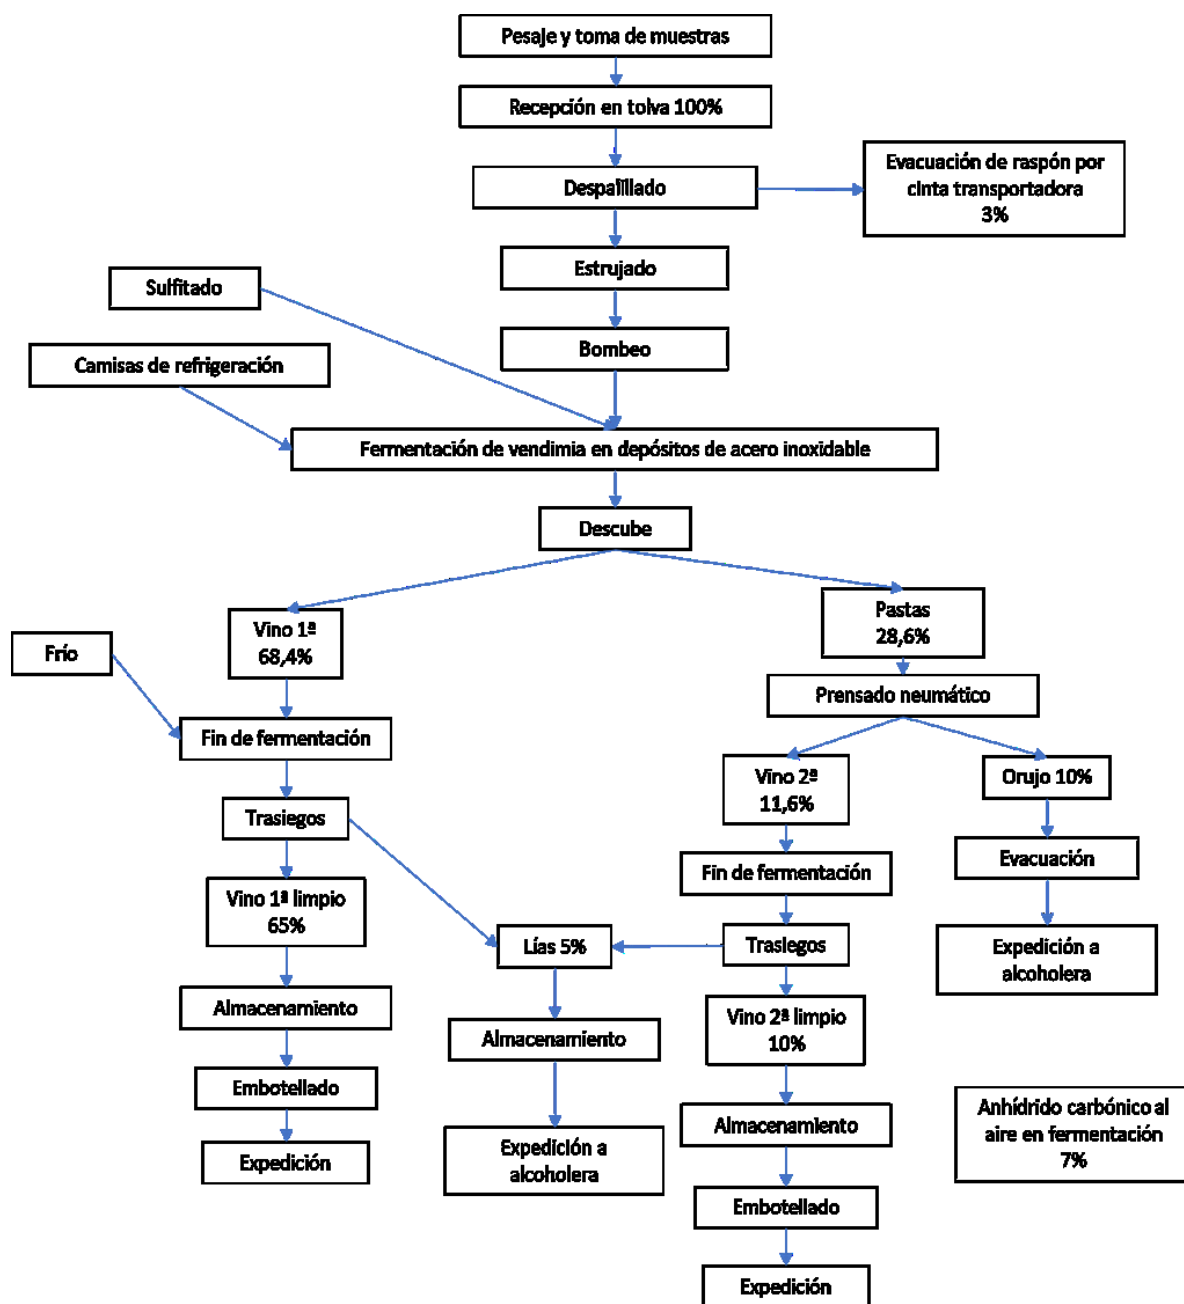 Pesaje y toma de muestras
Recepción en tolva 100%
Despalillado
Evacuación de raspón por
cinta transportadora
3%
Estrujado
Sulfitado
Bombeo
Camisas de refrigeración
Fermentación de vendimia en depósitos de acero inoxidable
Descube
Vino 1ª
68,4%
Pastas
28,6%
Frío
Prensado neumático
Fin de fermentación
Vino 2ª
11,6%
Orujo 10%
Trasiegos
Evacuación
Fin de fermentación
Vino 1ª limpio
65%
Lías 5%
Trasiegos
Expedición a
alcoholera
Almacenamiento
Vino 2ª limpio
10%
Almacenamiento
Embotellado
Anhídrido carbónico al
aire en fermentación
7%
Almacenamiento
Expedición
Expedición a
alcoholera
Embotellado
Expedición